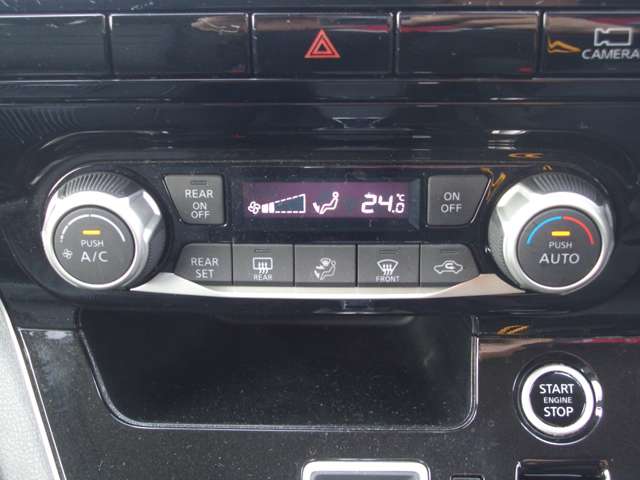 CAMERA
REAR
ON
OFF
24.0
°C
ON
OFF
PUSH
A/C
PUSH
AUTO
REAR
SET
REAR
FRONT
START
ENGINE
STOP